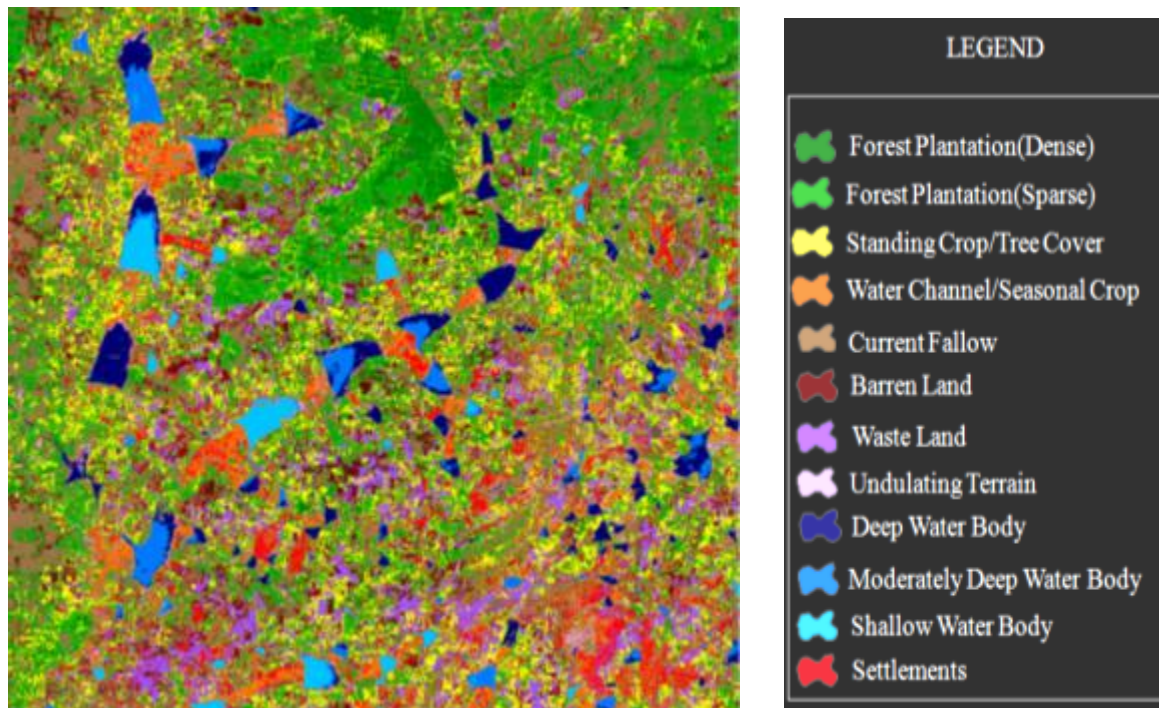 LEGEND
Forest Plantation(Dense)
Forest Plantation(Sparse)
Standing Crop/Tree Cover
Water Channel/Seasonal Crop
Current Fallow
Barren Land
Waste Land
Undulating Terrain
Deep Water Body
Moderately Deep Water Body
Shallow Water Body
Settlements